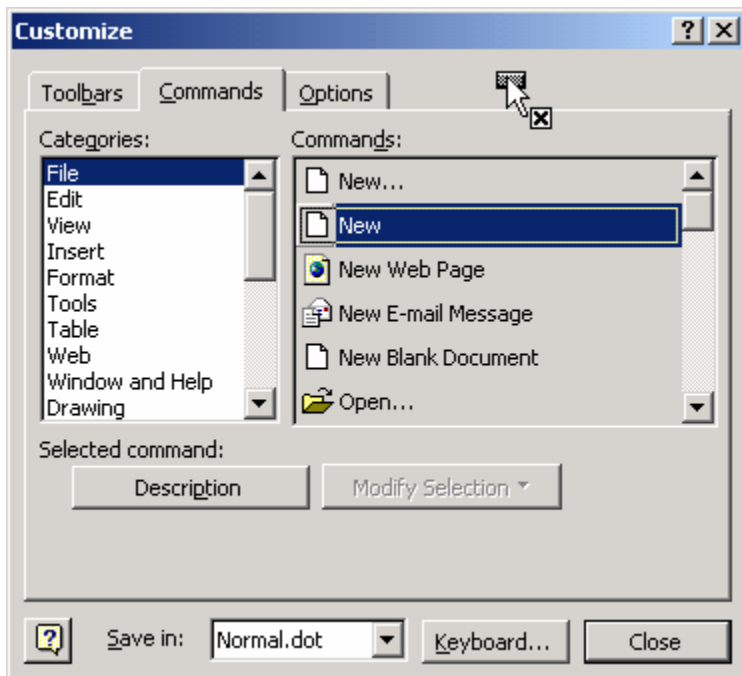 Customize
Toolbars Commands Options
Categories: Commands:
File
Edit
View
Insert
Format
Tools
Table
Web
Window and Help
Drawing
New...
New
New Web Page
New E-mail Message
New Blank Document
Open...
Selected command:
Description Modify Selection
Save in: Normal.dot Keyboard... Close